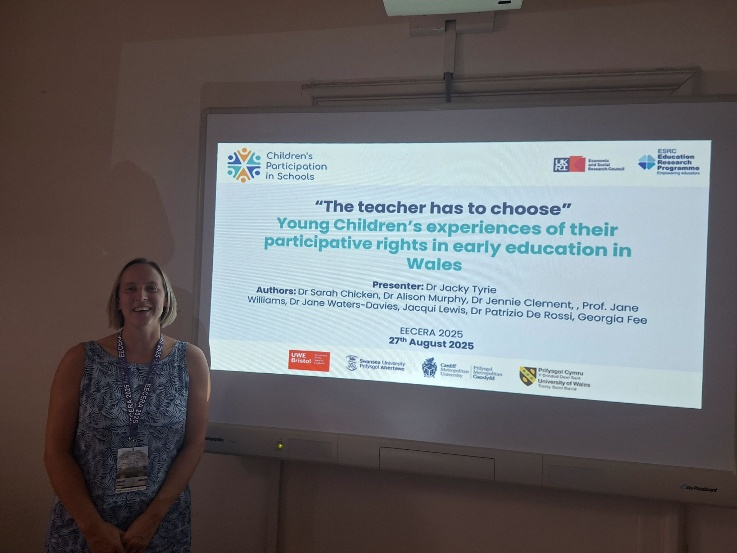 Children's
Participation
in Schools
UK
RI
Economic
and Social
Research Council
ESRC
Education
Research
Programme
Empowering educators
“The teacher has to choose”
Young Children’s experiences of their
participative rights in early education in
Wales
Presenter: Dr Jacky Tyrie
Authors: Dr Sarah Chicken, Dr Alison Murphy, Dr Jennie Clement, , Prof. Jane
Williams, Dr Jane Waters-Davies, Jacqui Lewis, Dr Patrizio De Rossi, Georgia Fee
EECERA 2025
27th August 2025
UWE
Bristol
Swansea University
Prifysgol Abertawe
Cardiff
Metropolitan
University
Prifysgol
Metropolitan
Caerdydd
Prifysgol Cymru
Y Drindod Dewi Sant
University of Wales
Trinity Saint David